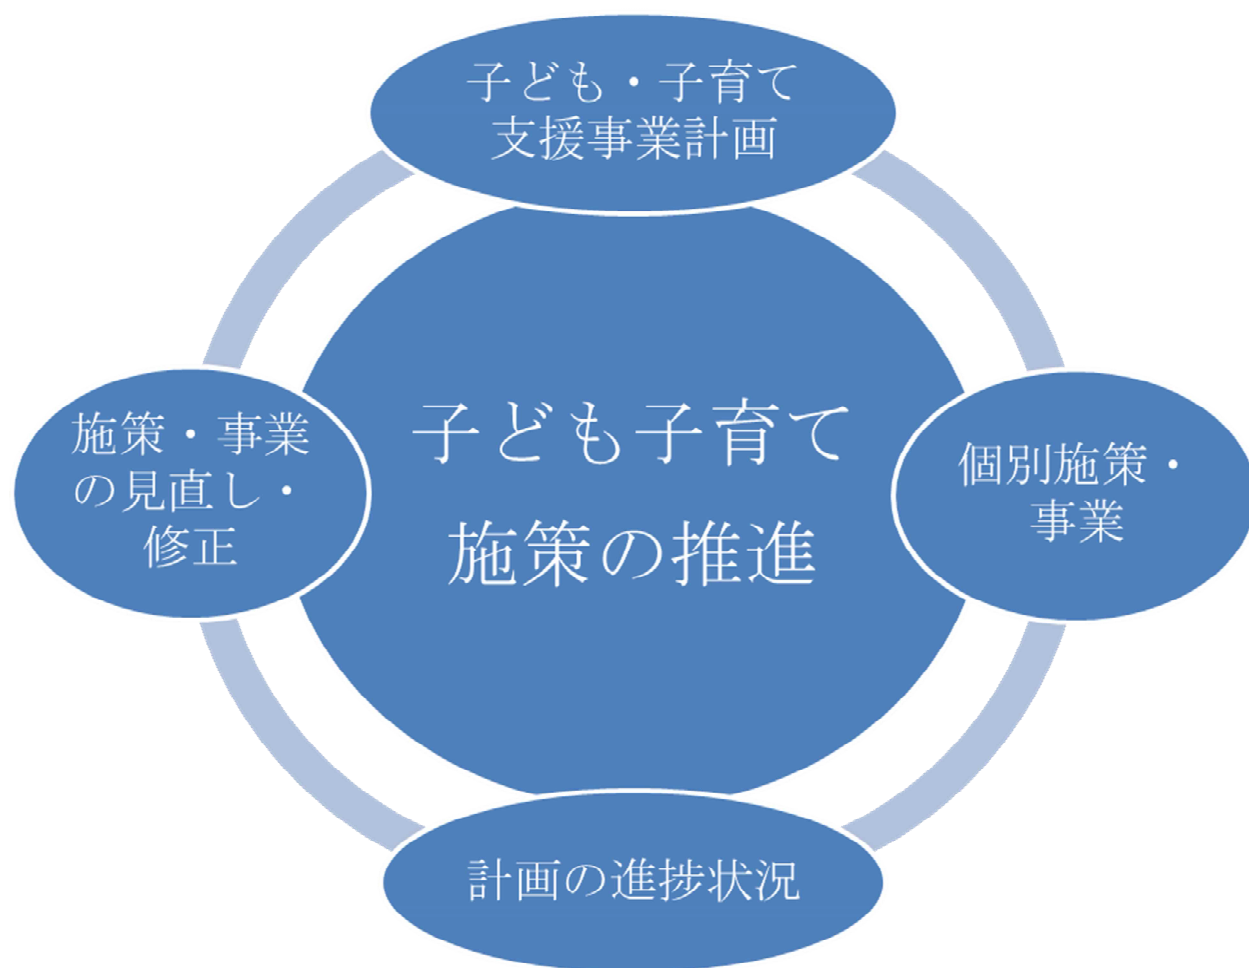 子ども・子育て
支援事業計画
子ども子育て
施策の推進
施策・事業
の見直し・
修正
個別施策・
事業
計画の進捗状況